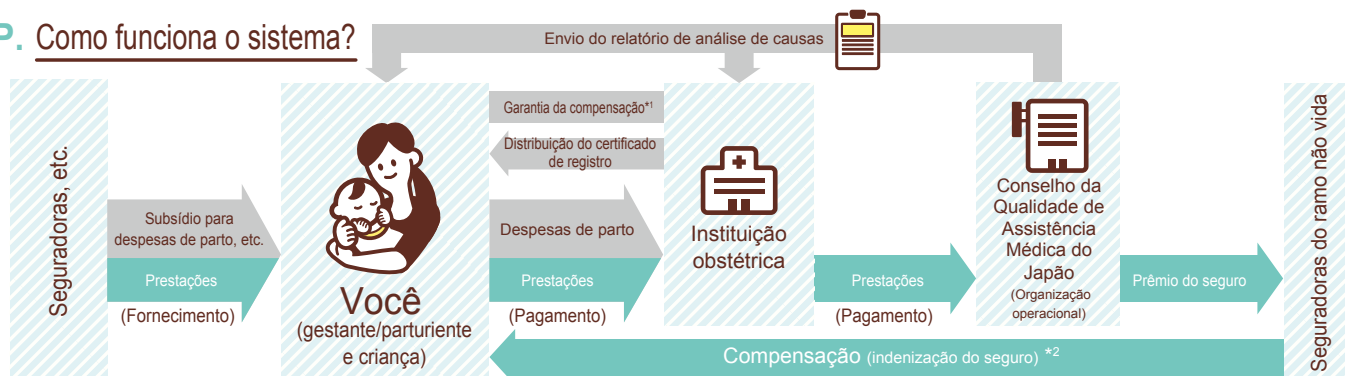 P. Como funciona o sistema?
Envio do relatório de análise de causas
Seguradoras, etc.
Subsídio para
despesas de parto, etc.
Prestações
(Fornecimento)
Você
(gestante/parturiente
e criança)
Garantia da compensação*1
Distribuição do certificado
de registro
Despesas de parto
Prestações
(Pagamento)
Instituição
obstétrica
Prestações
(Pagamento)
Conselho da
Qualidade de
Assistência
Médica do
Japão
(Organização
operacional)
Prêmio do seguro
Seguradoras do ramo não vida
Compensação (indenização do seguro) *2